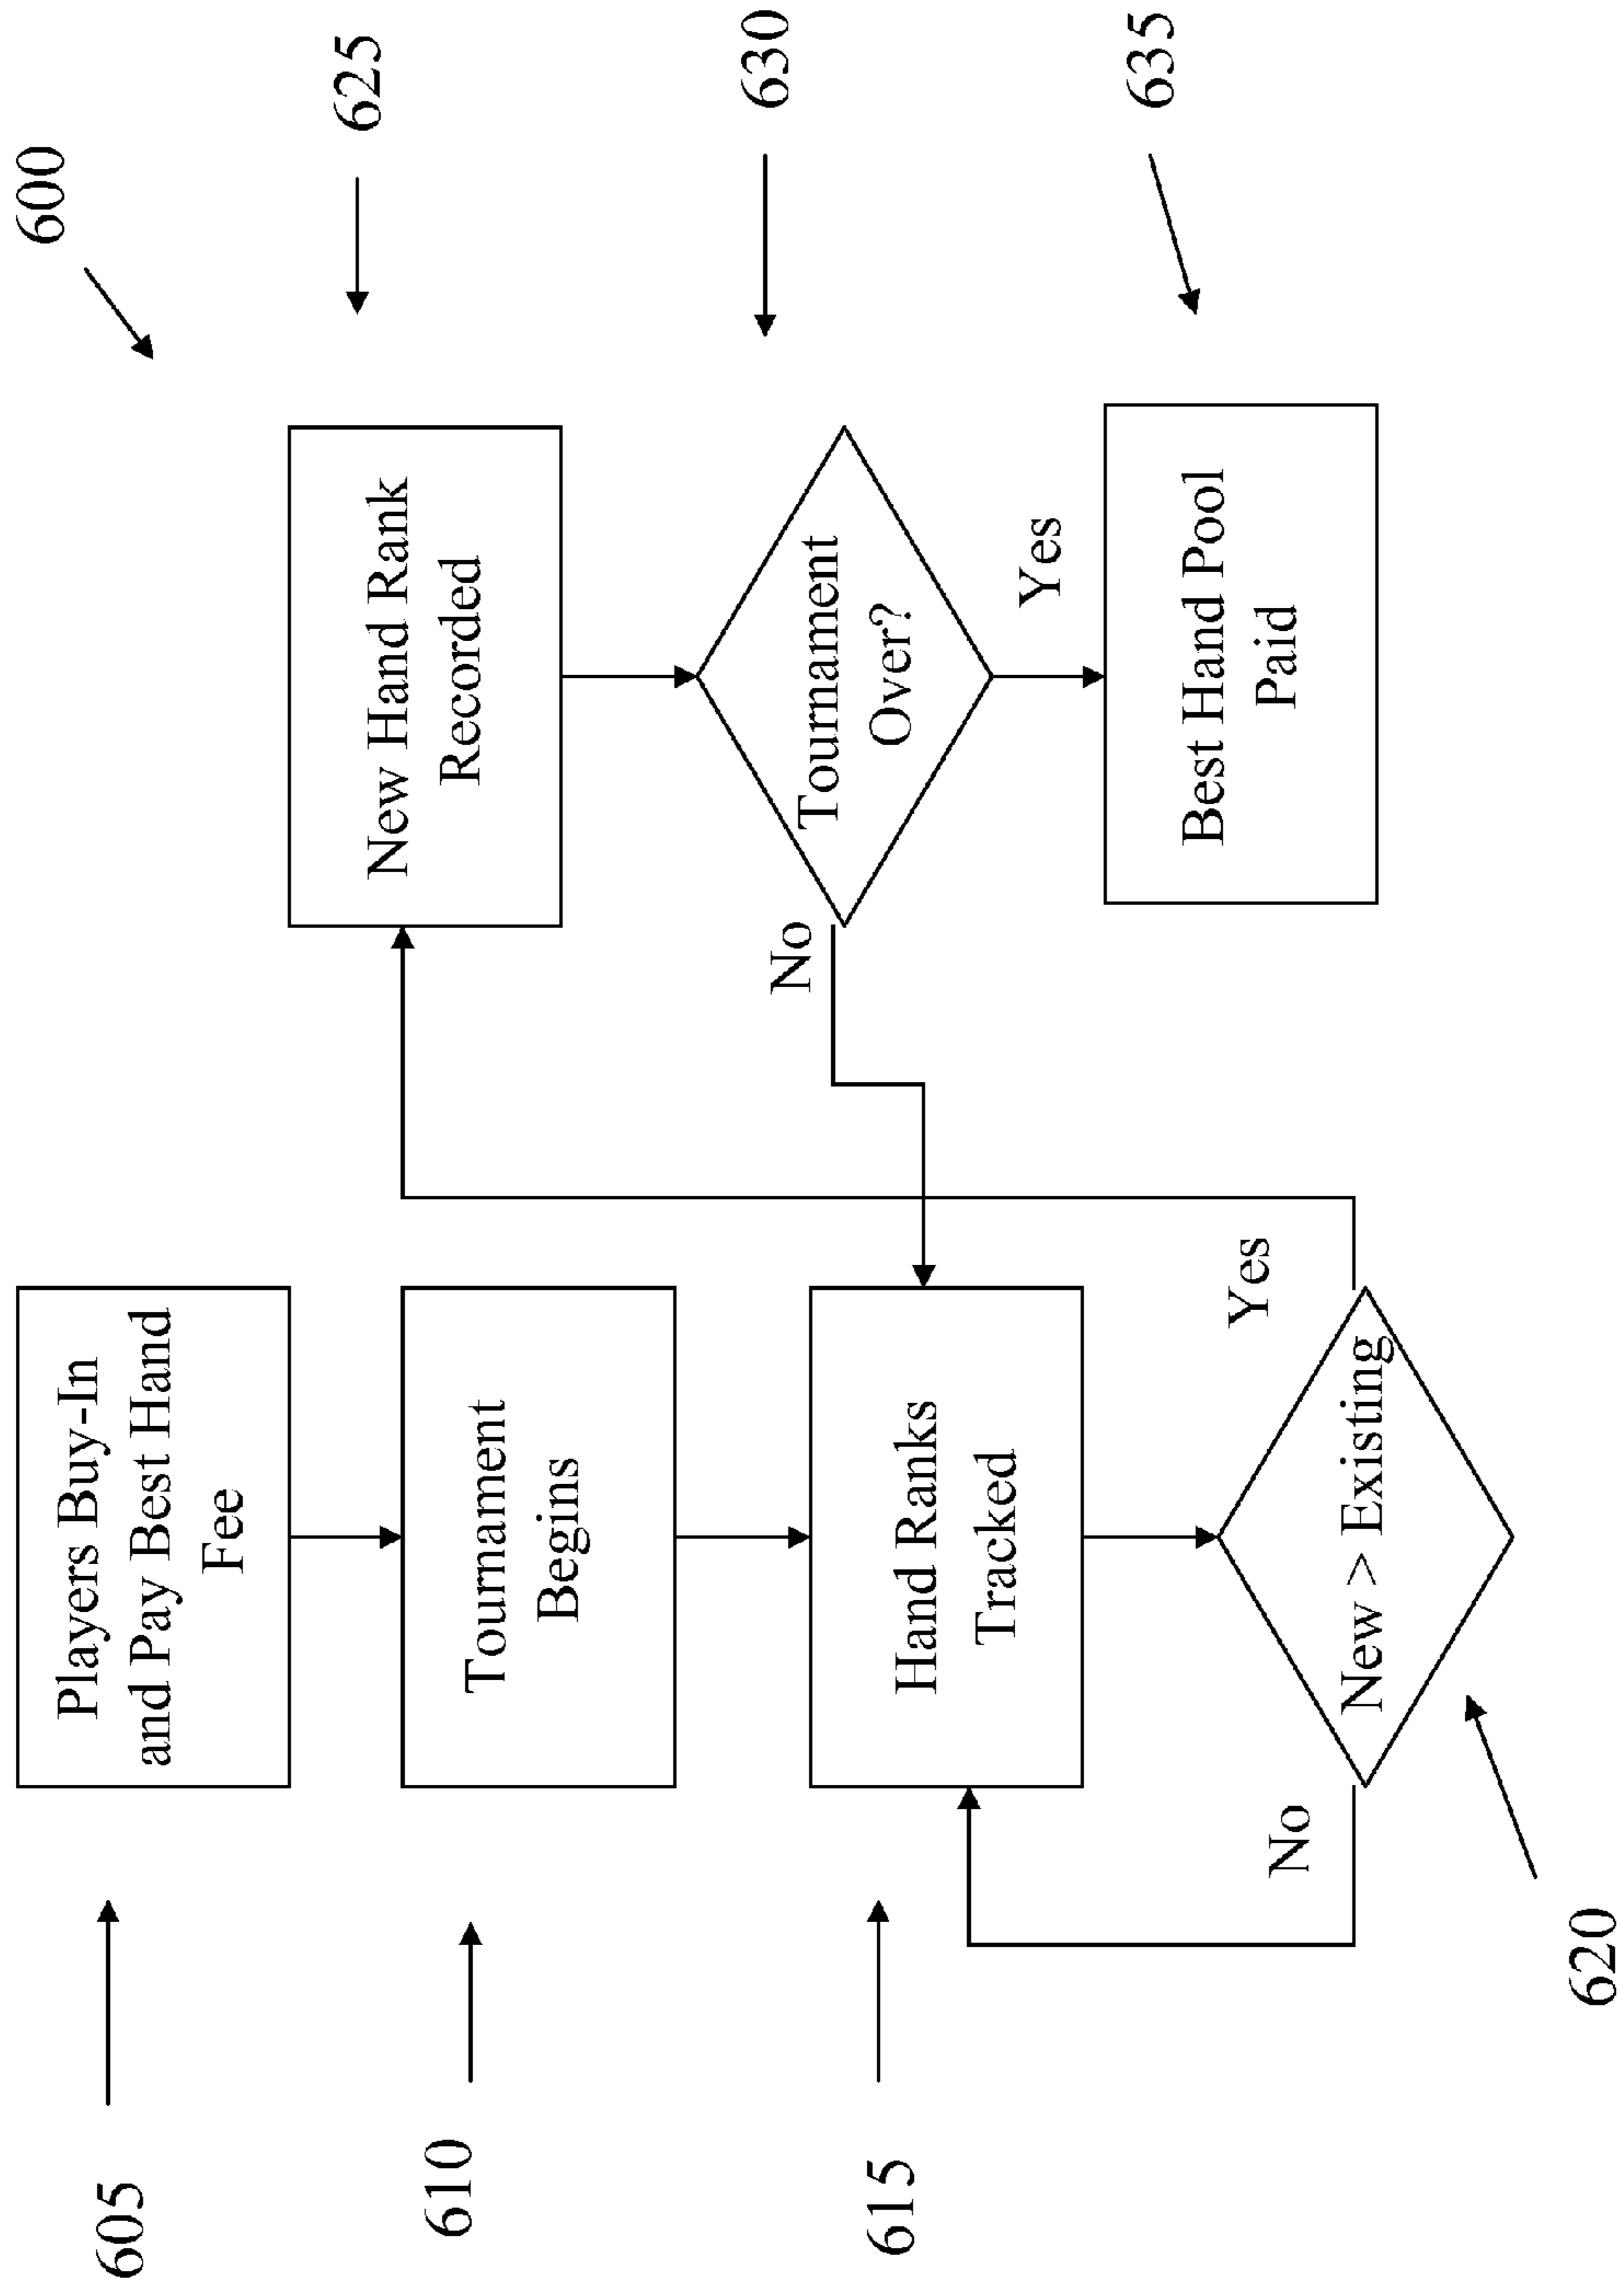 600
605
Players Buy-In
and Pay Best Hand
Fee
610
Tournament
Begins
615
Hand Ranks
Tracked
New > Existing
No
Yes
620
New Hand Rank
Recorded
625
Tournament
Over?
No
Yes
630
Best Hand Pool
Paid
635